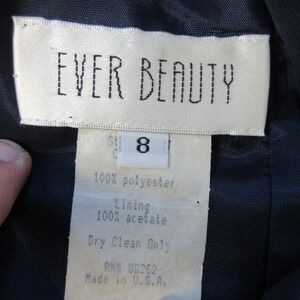 EVER BEAUTY
8
100% polyester
Lining
100% acetate
Dry Clean Only
RN# 80262
Made in U.S.A.